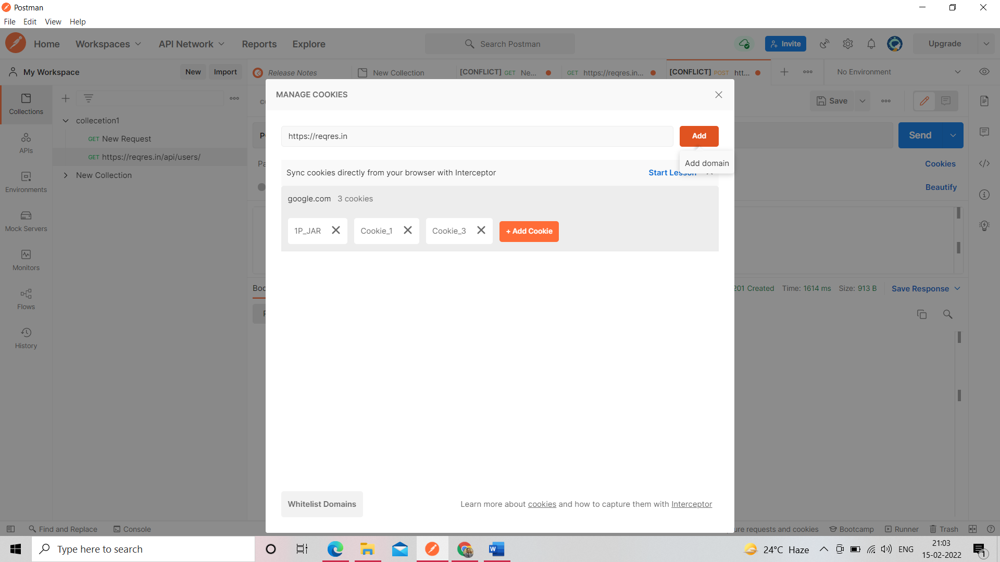 Postman
File Edit View Help
Home Workspaces API Network Reports Explore Search Postman Invite Upgrade
My Workspace New Import Release Notes New Collection [CONFLICT] GET Ne... GET https://reqres.in... [CONFLICT] POST htt... No Environment
MANAGE COOKIES
Save
Collections
collecetion1
https://reqres.in Add
Send
GET New Request
APIs
GET https://reqres.in/api/users/
Add domain
Cookies
New Collection
Sync cookies directly from your browser with Interceptor Start Lesson
Environments
Beautify
google.com 3 cookies
Mock Servers
1P_JAR Cookie_1 Cookie_3 + Add Cookie
Monitors
201 Created Time: 1614 ms Size: 913 B Save Response
Flows
History
Whitelist Domains Learn more about cookies and how to capture them with Interceptor
Find and Replace Console requests and cookies Bootcamp Runner Trash
Type here to search 24°C Haze ENG 21:03
15-02-2022 1